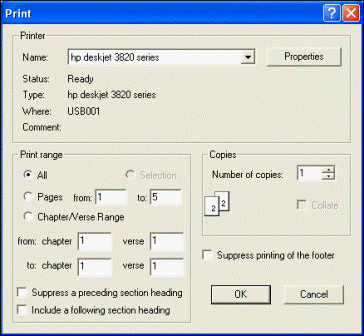 Print
Printer
Name: hp deskjet 3820 series Properties
Status: Ready
Type: hp deskjet 3820 series
Where: USB001
Comment:
Print range
All Selection
Pages from: 1 to: 5
Chapter/Verse Range
from: chapter 1 verse 1
to: chapter 1 verse 1
Suppress a preceding section heading
Include a following section heading
Copies
Number of copies: 1
2 2
Collate
Suppress printing of the footer
OK Cancel